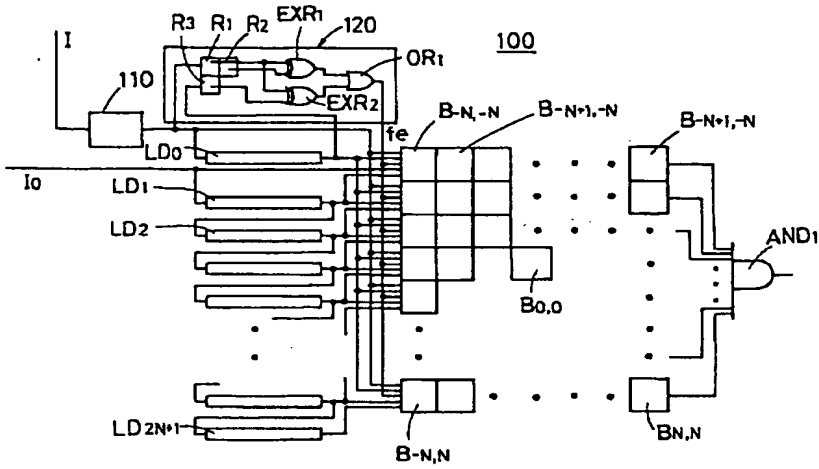 EXR1
120
100
R3 R1 R2
OR1
I
110
EXR2
fe
B-N,-N
B-N+1,-N
B-N+1,-N
LD0
I0
LD1
LD2
AND1
B0,0
LD2N+1
B-N,N
BN,N